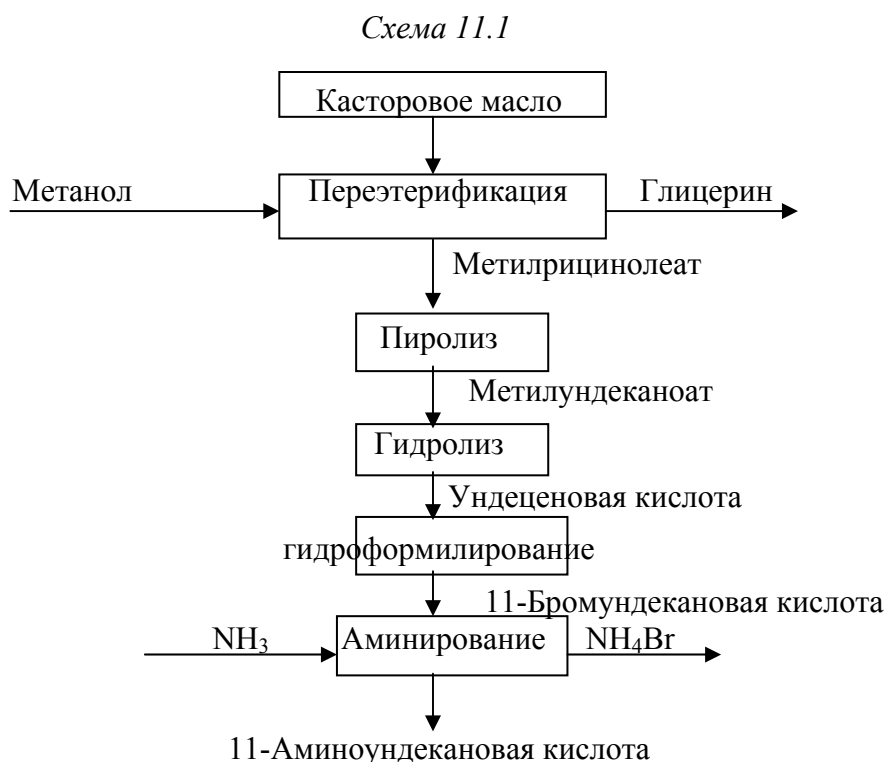 Схема 11.1
Касторовое масло
Метанол
Переэтерификация
Глицерин
Метилрицинолеат
Пиролиз
Метилундеканоат
Гидролиз
Ундеценовая кислота
гидроформилирование
11-Бромундекановая кислота
NH3
Аминирование
NH4Br
11-Аминоундекановая кислота